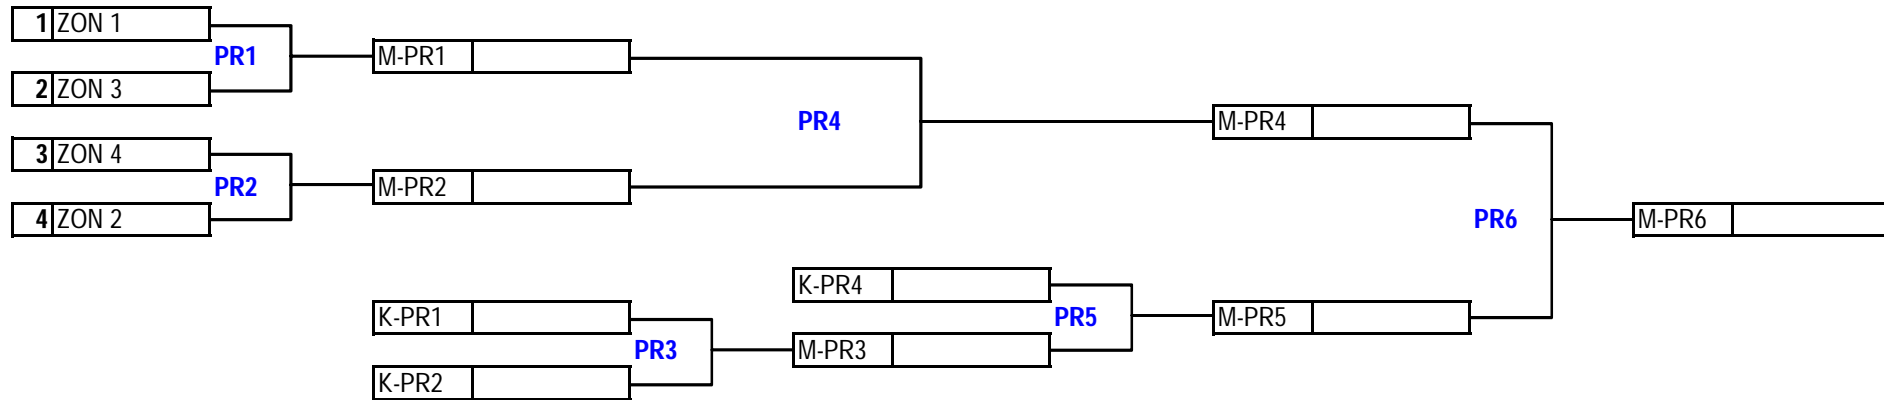 1 ZON 1
PR1
M-PR1
2 ZON 3
PR4
M-PR4
3 ZON 4
PR2
M-PR2
4 ZON 2
PR6
M-PR6
K-PR4
K-PR1
PR5
M-PR5
PR3
M-PR3
K-PR2